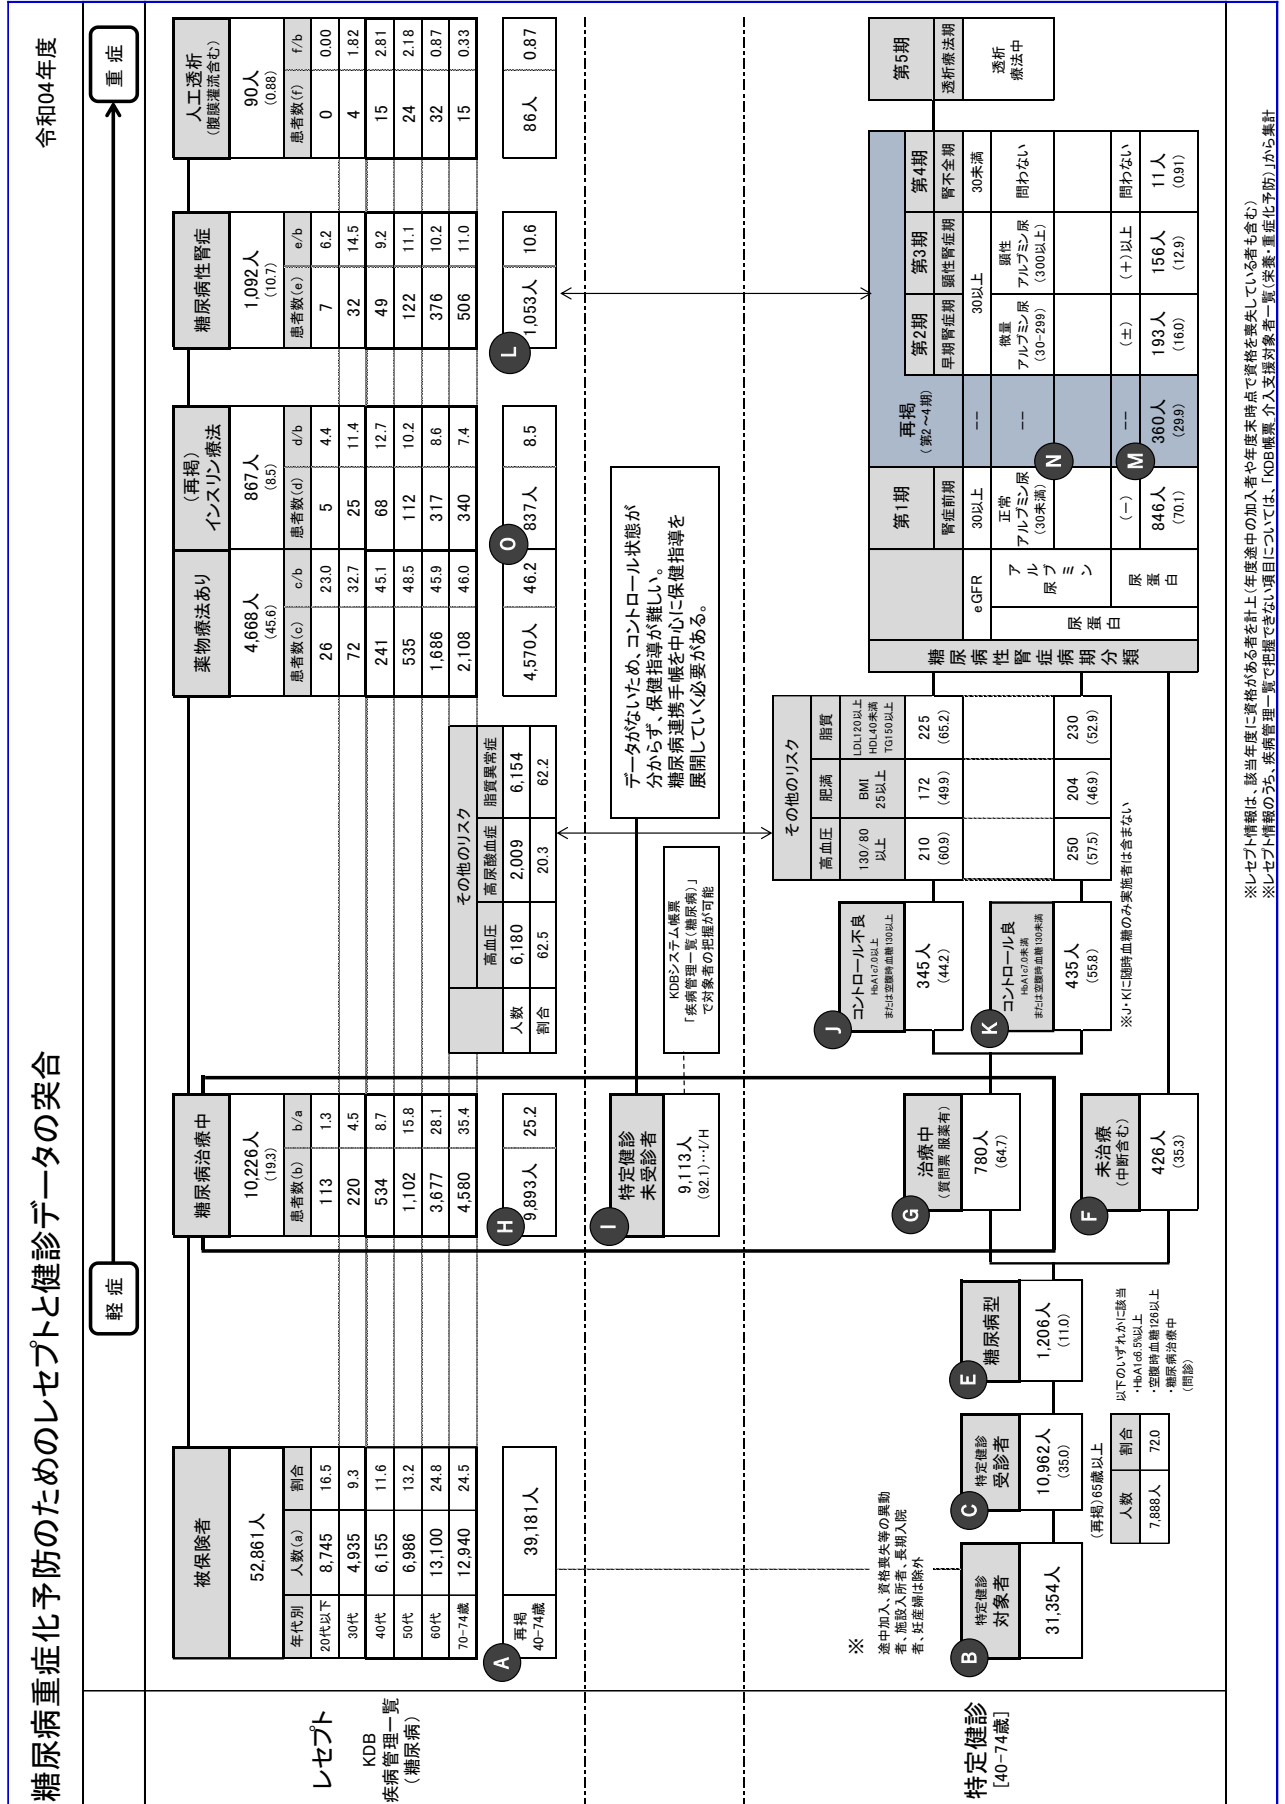 糖尿病重症化予防のためのレセプトと健診データの突合
令和04年度
軽症
重症
レセプト
KDB
疾病管理一覧
（糖尿病）
被保険者
52,861人
年代別 人数(a) 割合
20代以下 8,745 16.5
30代 4,935 9.3
40代 6,155 11.6
50代 6,986 13.2
60代 13,100 24.8
70-74歳 12,940 24.5
A
再掲
40-74歳
39,181人
糖尿病治療中
10,226人
(19.3)
患者数(b) b/a
113 1.3
220 4.5
534 8.7
1,102 15.8
3,677 28.1
4,580 35.4
H
9,893人 25.2
その他のリスク
高血圧 高尿酸血症 脂質異常症
人数 6,180 2,009 6,154
割合 62.5 20.3 62.2
薬物療法あり
4,668人
(45.6)
患者数(c) c/b
26 23.0
72 32.7
241 45.1
535 48.5
1,686 45.9
2,108 46.0
4,570人 46.2
（再掲）
インスリン療法
867人
(8.5)
患者数(d) d/b
5 4.4
25 11.4
68 12.7
112 10.2
317 8.6
340 7.4
O
837人 8.5
糖尿病性腎症
1,092人
(10.7)
患者数(e) e/b
7 6.2
32 14.5
49 9.2
122 11.1
376 10.2
506 11.0
L
1,053人 10.6
人工透析
（腹膜灌流含む）
90人
(0.88)
患者数(f) f/b
0 0.00
4 1.82
15 2.81
24 2.18
32 0.87
15 0.33
86人 0.87
I
特定健診
未受診者
9,113人
(92.1)…I/H
KDBシステム帳票
「疾病管理一覧（糖尿病）」
で対象者の把握が可能
データがないため、コントロール状態が
分からず、保健指導が難しい。
糖尿病連携手帳を中心に保健指導を
展開していく必要がある。
特定健診
[40-74歳]
※
途中加入、資格喪失等の異動
者、施設入所者、長期入院
者、妊産婦は除外
B
特定健診
対象者
31,354人
C
特定健診
受診者
10,962人
(35.0)
（再掲）65歳以上
人数 割合
7,888人 72.0
E
糖尿病型
1,206人
(11.0)
以下のいずれかに該当
・HbA1c6.5%以上
・空腹時血糖126以上
・糖尿病治療中
（問診）
G
治療中
（質問票 服薬有）
780人
(64.7)
F
未治療
（中断含む）
426人
(35.3)
J
コントロール不良
HbA1c7.0以上
または空腹時血糖130以上
345人
(44.2)
K
コントロール良
HbA1c7.0未満
または空腹時血糖130未満
435人
(55.8)
※J・Kに随時血糖のみ実施者は含まない
その他のリスク
高血圧 肥満 脂質
130/80
以上
BMI
25以上
LDL120以上
HDL40未満
TG150以上
210 172 225
(60.9) (49.9) (65.2)
250 204 230
(57.5) (46.9) (52.9)
糖尿病性腎症病期分類
eGFR
尿蛋白
尿アルブミン
尿蛋白
第1期
腎症前期
30以上
正常
アルブミン尿
（30未満）
（－）
846人
(70.1)
再掲
（第2～4期）
--
--
N
--
M
360人
(29.9)
第2期
早期腎症期
30以上
微量
アルブミン尿
（30-299）
（±）
193人
(16.0)
第3期
顕性腎症期
顕性
アルブミン尿
（300以上）
（＋）以上
156人
(12.9)
第4期
腎不全期
30未満
問わない
問わない
11人
(0.91)
第5期
透析療法期
透析
療法中
※レセプト情報は、該当年度に資格がある者を計上（年度途中の加入者や年度末時点で資格を喪失している者も含む）
※レセプト情報のうち、疾病管理一覧で把握できない項目については、「KDB帳票_介入支援対象者一覧（栄養・重症化予防）」から集計